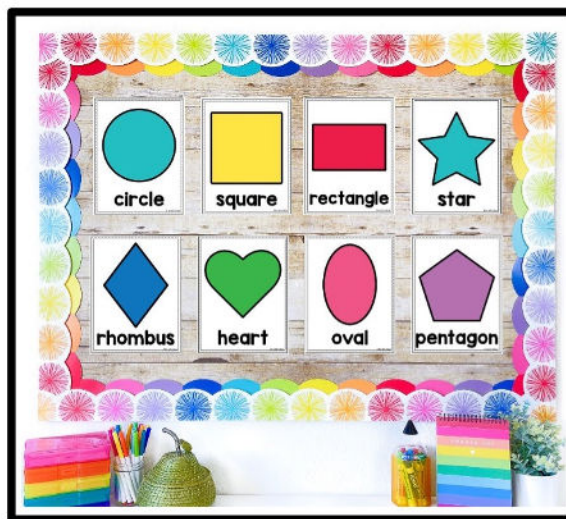 circle
square
rectangle
star
rhombus
heart
oval
pentagon